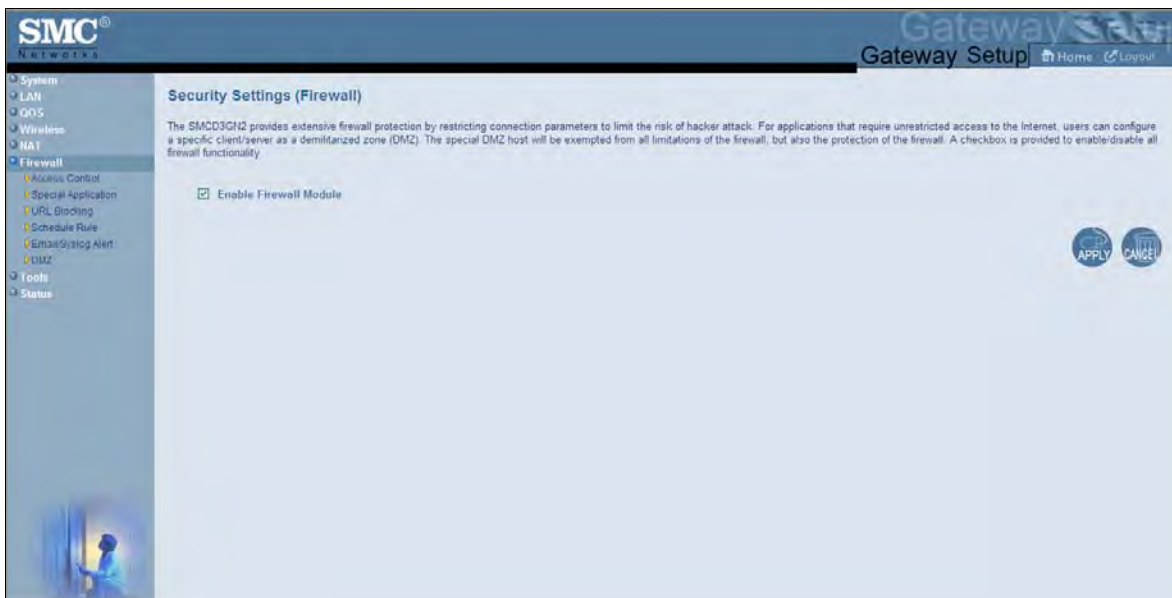 SMC®
Networks
Gateway Setup
Gateway Setup
Home
Logout
System
LAN
QOS
Wireless
NAT
Firewall
Access Control
Special Application
URL Blocking
Schedule Rule
Email/Syslog Alert
DMZ
Tools
Status
Security Settings (Firewall)
The SMCD3GN2 provides extensive firewall protection by restricting connection parameters to limit the risk of hacker attack. For applications that require unrestricted access to the Internet, users can configure
a specific client/server as a demilitarized zone (DMZ). The special DMZ host will be exempted from all limitations of the firewall, but also the protection of the firewall. A checkbox is provided to enable/disable all
firewall functionality
Enable Firewall Module
APPLY
CANCEL